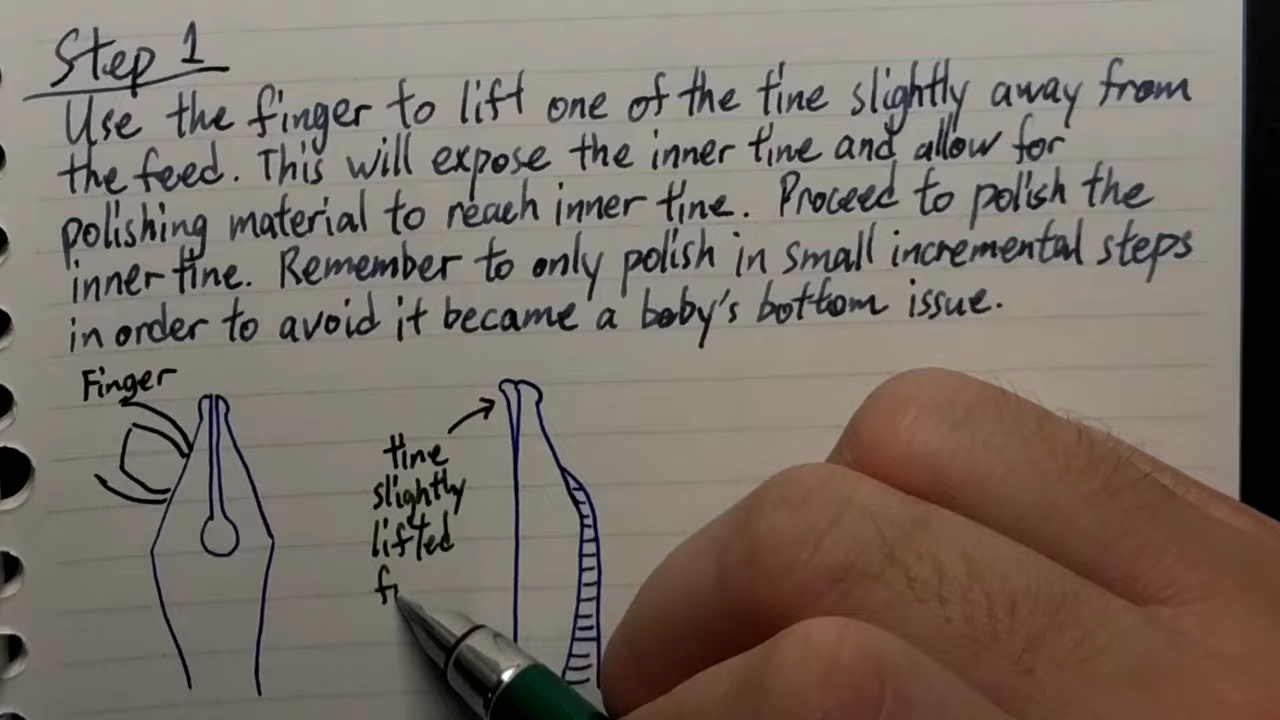 Step 1
Use the finger to lift one of the tine slightly away from
the feed. This will expose the inner tine and allow for
polishing material to reach inner tine. Proceed to polish the
inner tine. Remember to only polish in small incremental steps
in order to avoid it became a baby's bottom issue.
Finger
tine
slightly
lifted